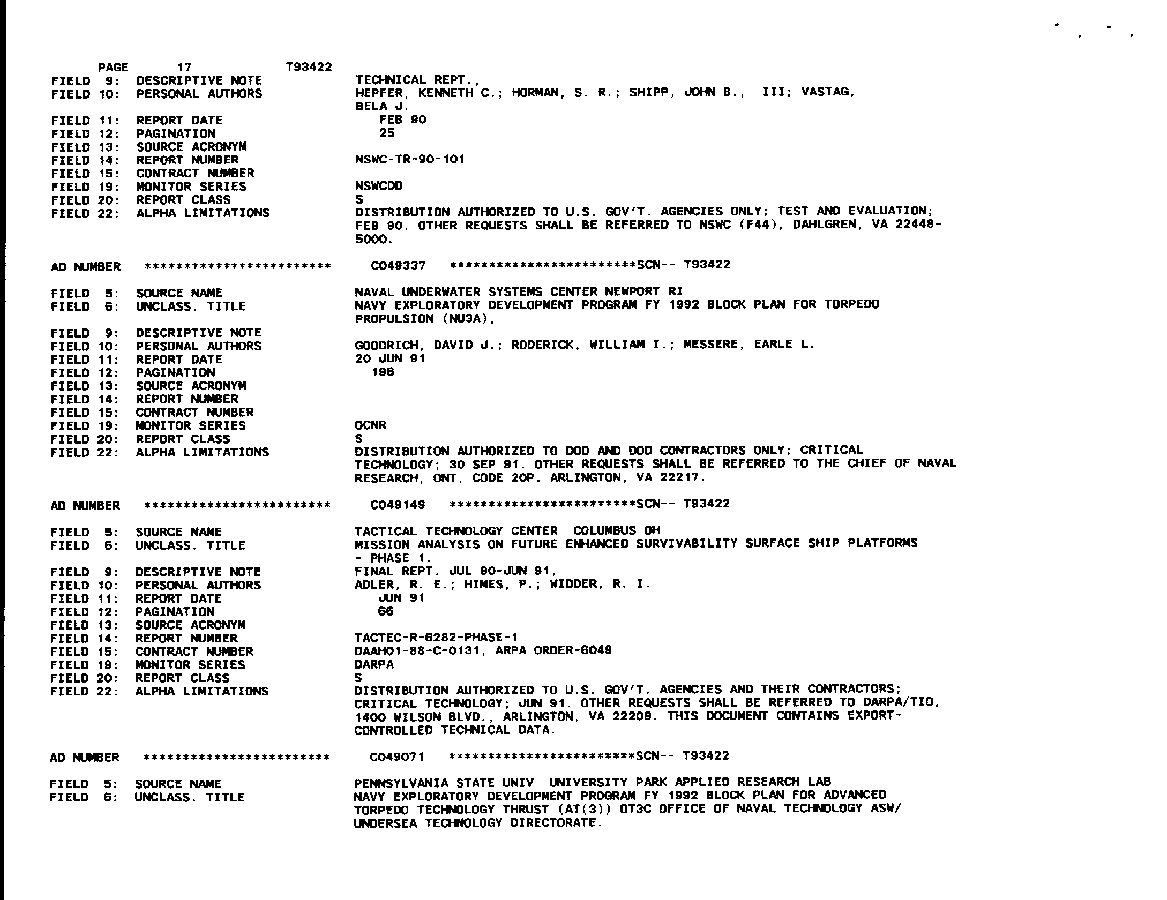 PAGE 17 T93422
FIELD 9: DESCRIPTIVE NOTE TECHNICAL REPT.,
FIELD 10: PERSONAL AUTHORS HEPFER, KENNETH C.; HORMAN, S. R.; SHIPP, JOHN B., III; VASTAG,
BELA J.
FIELD 11: REPORT DATE FEB 90
FIELD 12: PAGINATION 25
FIELD 13: SOURCE ACRONYM
FIELD 14: REPORT NUMBER NSWC-TR-90-101
FIELD 15: CONTRACT NUMBER
FIELD 19: MONITOR SERIES NSWCDD
FIELD 20: REPORT CLASS S
FIELD 22: ALPHA LIMITATIONS DISTRIBUTION AUTHORIZED TO U.S. GOV'T. AGENCIES ONLY; TEST AND EVALUATION;
FEB 90. OTHER REQUESTS SHALL BE REFERRED TO NSWC (F44), DAHLGREN, VA 22448-
5000.
AD NUMBER ************************ C049337 ************************SCN-- T93422
FIELD 5: SOURCE NAME NAVAL UNDERWATER SYSTEMS CENTER NEWPORT RI
FIELD 6: UNCLASS. TITLE NAVY EXPLORATORY DEVELOPMENT PROGRAM FY 1992 BLOCK PLAN FOR TORPEDO
PROPULSION (NU3A),
FIELD 9: DESCRIPTIVE NOTE
FIELD 10: PERSONAL AUTHORS GOODRICH, DAVID J.; RODERICK, WILLIAM I.; MESSERE, EARLE L.
FIELD 11: REPORT DATE 20 JUN 91
FIELD 12: PAGINATION 196
FIELD 13: SOURCE ACRONYM
FIELD 14: REPORT NUMBER
FIELD 15: CONTRACT NUMBER
FIELD 19: MONITOR SERIES OCNR
FIELD 20: REPORT CLASS S
FIELD 22: ALPHA LIMITATIONS DISTRIBUTION AUTHORIZED TO DOD AND DOD CONTRACTORS ONLY; CRITICAL
TECHNOLOGY; 30 SEP 91. OTHER REQUESTS SHALL BE REFERRED TO THE CHIEF OF NAVAL
RESEARCH, ONT, CODE 20P. ARLINGTON, VA 22217.
AD NUMBER ************************ C049149 ************************SCN-- T93422
FIELD 5: SOURCE NAME TACTICAL TECHNOLOGY CENTER COLUMBUS OH
FIELD 6: UNCLASS. TITLE MISSION ANALYSIS ON FUTURE ENHANCED SURVIVABILITY SURFACE SHIP PLATFORMS
- PHASE 1.
FIELD 9: DESCRIPTIVE NOTE FINAL REPT. JUL 90-JUN 91,
FIELD 10: PERSONAL AUTHORS ADLER, R. E.; HIMES, P.; WIDDER, R. I.
FIELD 11: REPORT DATE JUN 91
FIELD 12: PAGINATION 66
FIELD 13: SOURCE ACRONYM
FIELD 14: REPORT NUMBER TACTEC-R-6282-PHASE-1
FIELD 15: CONTRACT NUMBER DAAH01-88-C-0131, ARPA ORDER-6049
FIELD 19: MONITOR SERIES DARPA
FIELD 20: REPORT CLASS S
FIELD 22: ALPHA LIMITATIONS DISTRIBUTION AUTHORIZED TO U.S. GOV'T. AGENCIES AND THEIR CONTRACTORS;
CRITICAL TECHNOLOGY; JUN 91. OTHER REQUESTS SHALL BE REFERRED TO DARPA/TIO,
1400 WILSON BLVD., ARLINGTON, VA 22209. THIS DOCUMENT CONTAINS EXPORT-
CONTROLLED TECHNICAL DATA.
AD NUMBER ************************ C049071 ************************SCN-- T93422
FIELD 5: SOURCE NAME PENNSYLVANIA STATE UNIV UNIVERSITY PARK APPLIED RESEARCH LAB
FIELD 6: UNCLASS. TITLE NAVY EXPLORATORY DEVELOPMENT PROGRAM FY 1992 BLOCK PLAN FOR ADVANCED
TORPEDO TECHNOLOGY THRUST (AT(3)) OT3C OFFICE OF NAVAL TECHNOLOGY ASW/
UNDERSEA TECHNOLOGY DIRECTORATE.